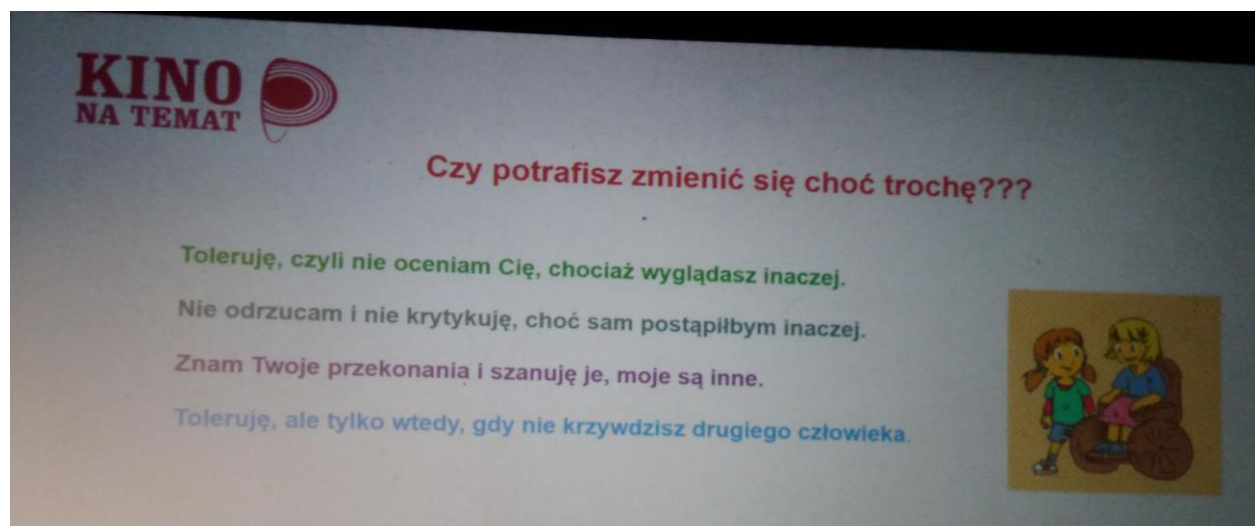 KINO
NA TEMAT
Czy potrafisz zmienić się choć trochę???
Toleruję, czyli nie oceniam Cię, chociaż wyglądasz inaczej.
Nie odrzucam i nie krytykuję, choć sam postąpiłbym inaczej.
Znam Twoje przekonania i szanuję je, moje są inne.
Toleruję, ale tylko wtedy, gdy nie krzywdzisz drugiego człowieka.